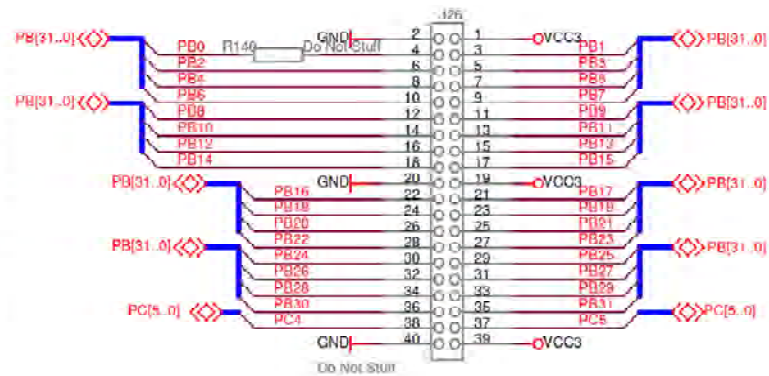 J26
GND 2 1 VCC3
PB[31..0] PB0 R140 Do Not Stuff 4 3 PB1 PB[31..0]
PB2 6 5 PB3
PB4 8 7 PB5
PB6 10 9 PB7
PB[31..0] PB8 12 11 PB9 PB[31..0]
PB10 14 13 PB11
PB12 16 15 PB13
PB14 18 17 PB15
PB[31..0] GND 20 19 VCC3 PB[31..0]
PB16 22 21 PB17
PB18 24 23 PB19
PB20 26 25 PB21
PB22 28 27 PB23
PB[31..0] PB24 30 29 PB25 PB[31..0]
PB26 32 31 PB27
PB28 34 33 PB29
PB30 36 35 PB31
PC[5..0] PC4 38 37 PC5 PC[5..0]
GND 40 39 VCC3
Do Not Stuff